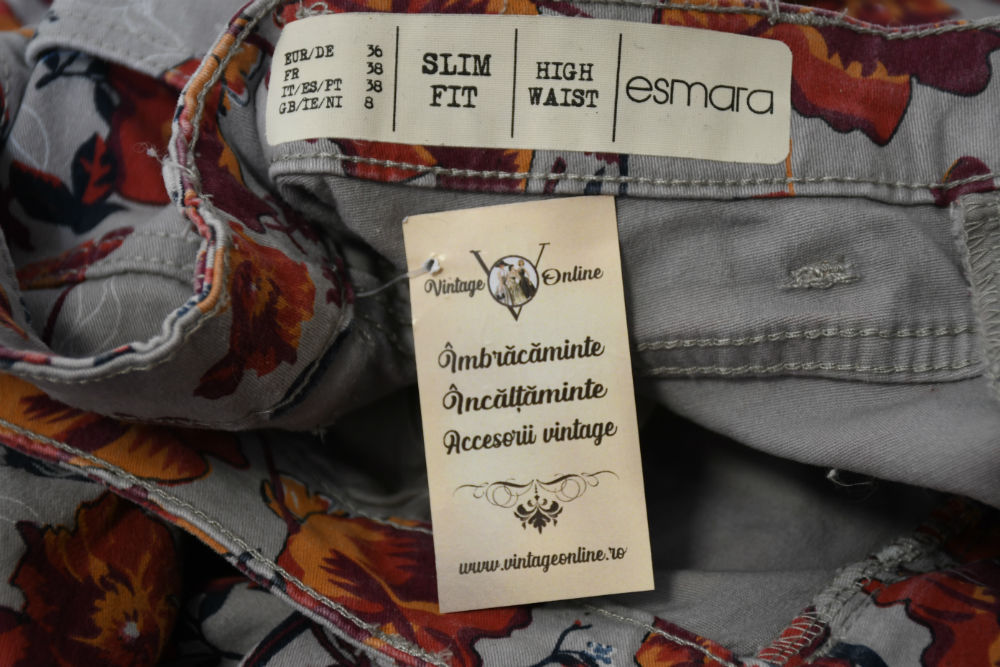 EUR/DE 36
FR 38
IT/ES/PT 38
GB/IE/NI 8
SLIM
FIT
HIGH
WAIST
esmara
Vintage Online
Îmbrăcăminte
Încălțăminte
Accesorii vintage
www.vintageonline.ro